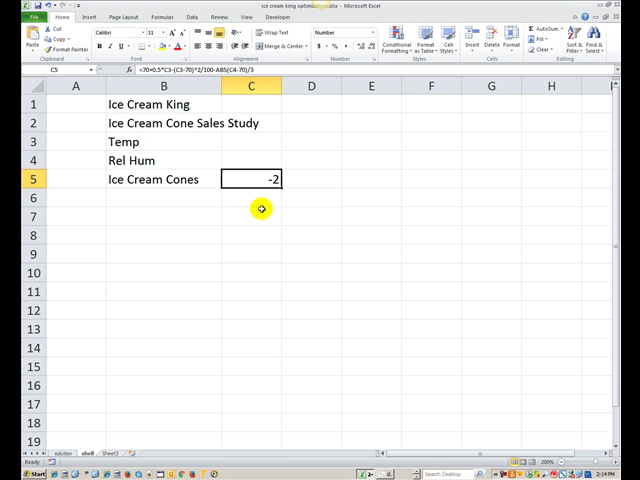 ice cream king optimization.xlsx - Microsoft Excel
File Home Insert Page Layout Formulas Data Review View Developer
Cut
Copy
Format Painter
Paste
Clipboard
Calibri 11
Font
Wrap Text
Merge & Center
Alignment
Number
Number
Conditional Formatting
Format as Table
Cell Styles
Styles
Insert
Delete
Format
Cells
AutoSum
Fill
Clear
Sort & Filter
Find & Select
Editing
C5 =70+0.5*C3-(C3-70)^2/100-ABS(C4-70)/3
A B C D E F G H
1 Ice Cream King
2 Ice Cream Cone Sales Study
3 Temp
4 Rel Hum
5 Ice Cream Cones -2
6
7
8
9
10
11
12
13
14
15
16
17
18
19
solution shell Sheet3
Ready 200%
Start Search Desktop 2:14 PM